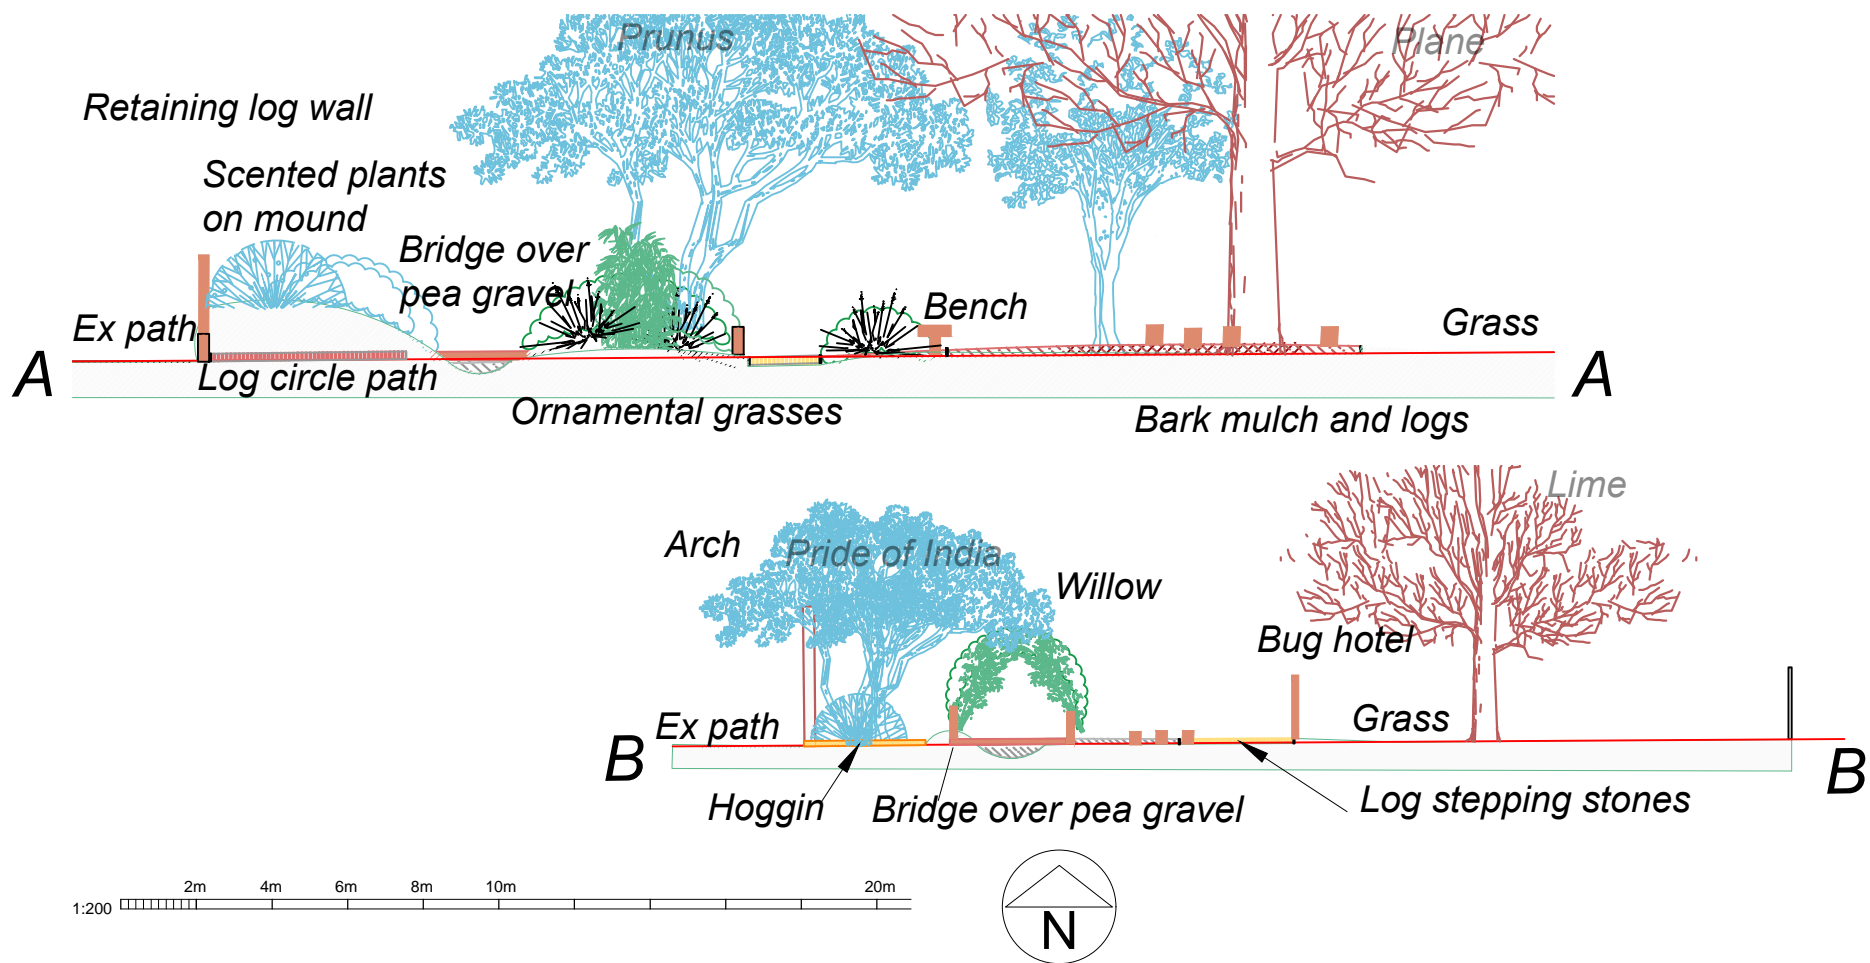 Prunus
Plane
Retaining log wall
Scented plants
on mound
Bridge over
pea gravel
Bench
Ex path
Grass
A
A
Log circle path
Ornamental grasses
Bark mulch and logs
Lime
Arch
Pride of India
Willow
Bug hotel
Ex path
Grass
B
B
Hoggin
Bridge over pea gravel
Log stepping stones
2m 4m 6m 8m 10m 20m
1:200
N